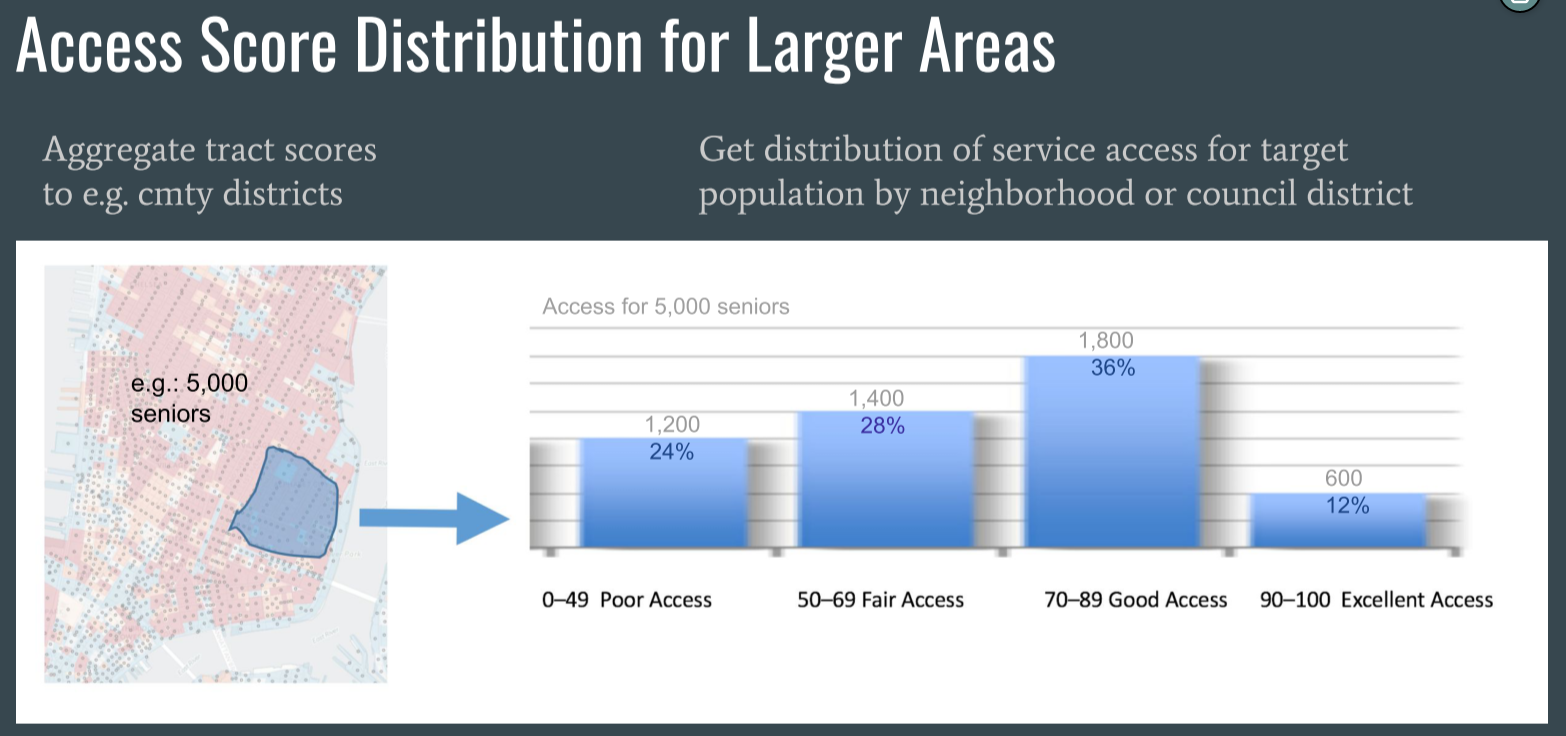 Access Score Distribution for Larger Areas
Aggregate tract scores
to e.g. cmty districts
Get distribution of service access for target
population by neighborhood or council district
e.g.: 5,000
seniors
Access for 5,000 seniors
1,200
24%
1,400
28%
1,800
36%
600
12%
0–49  Poor Access
50–69 Fair Access
70–89 Good Access
90–100  Excellent Access